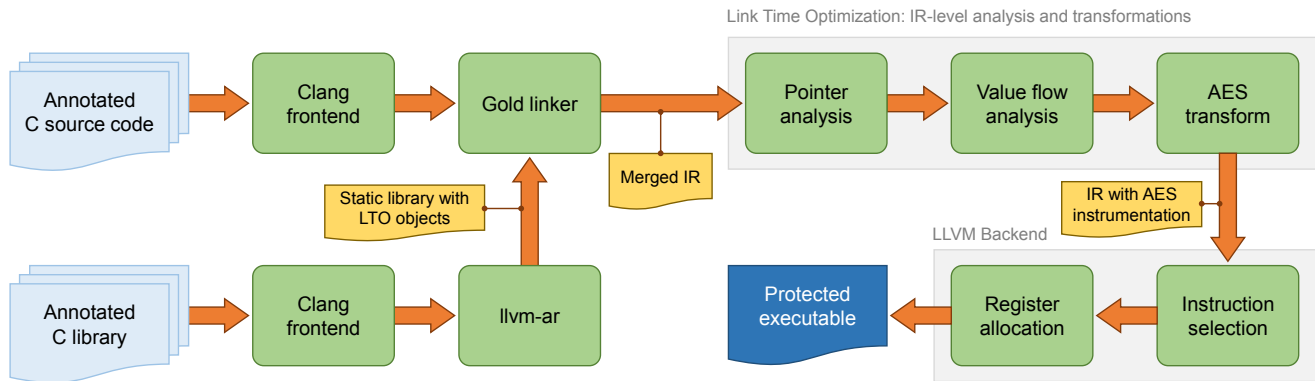 Link Time Optimization: IR-level analysis and transformations
Annotated
C source code
Clang
frontend
Gold linker
Pointer
analysis
Value flow
analysis
AES
transform
Merged IR
Static library with
LTO objects
IR with AES
instrumentation
LLVM Backend
Annotated
C library
Clang
frontend
llvm-ar
Protected
executable
Register
allocation
Instruction
selection